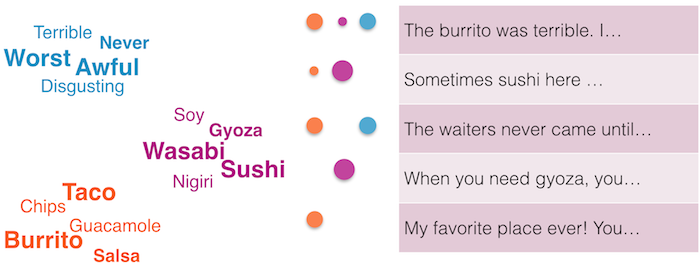 Terrible
Never
Worst
Awful
Disgusting
Soy
Gyoza
Wasabi
Sushi
Nigiri
Taco
Chips
Guacamole
Burrito
Salsa
The burrito was terrible. I…
Sometimes sushi here …
The waiters never came until…
When you need gyoza, you…
My favorite place ever! You…